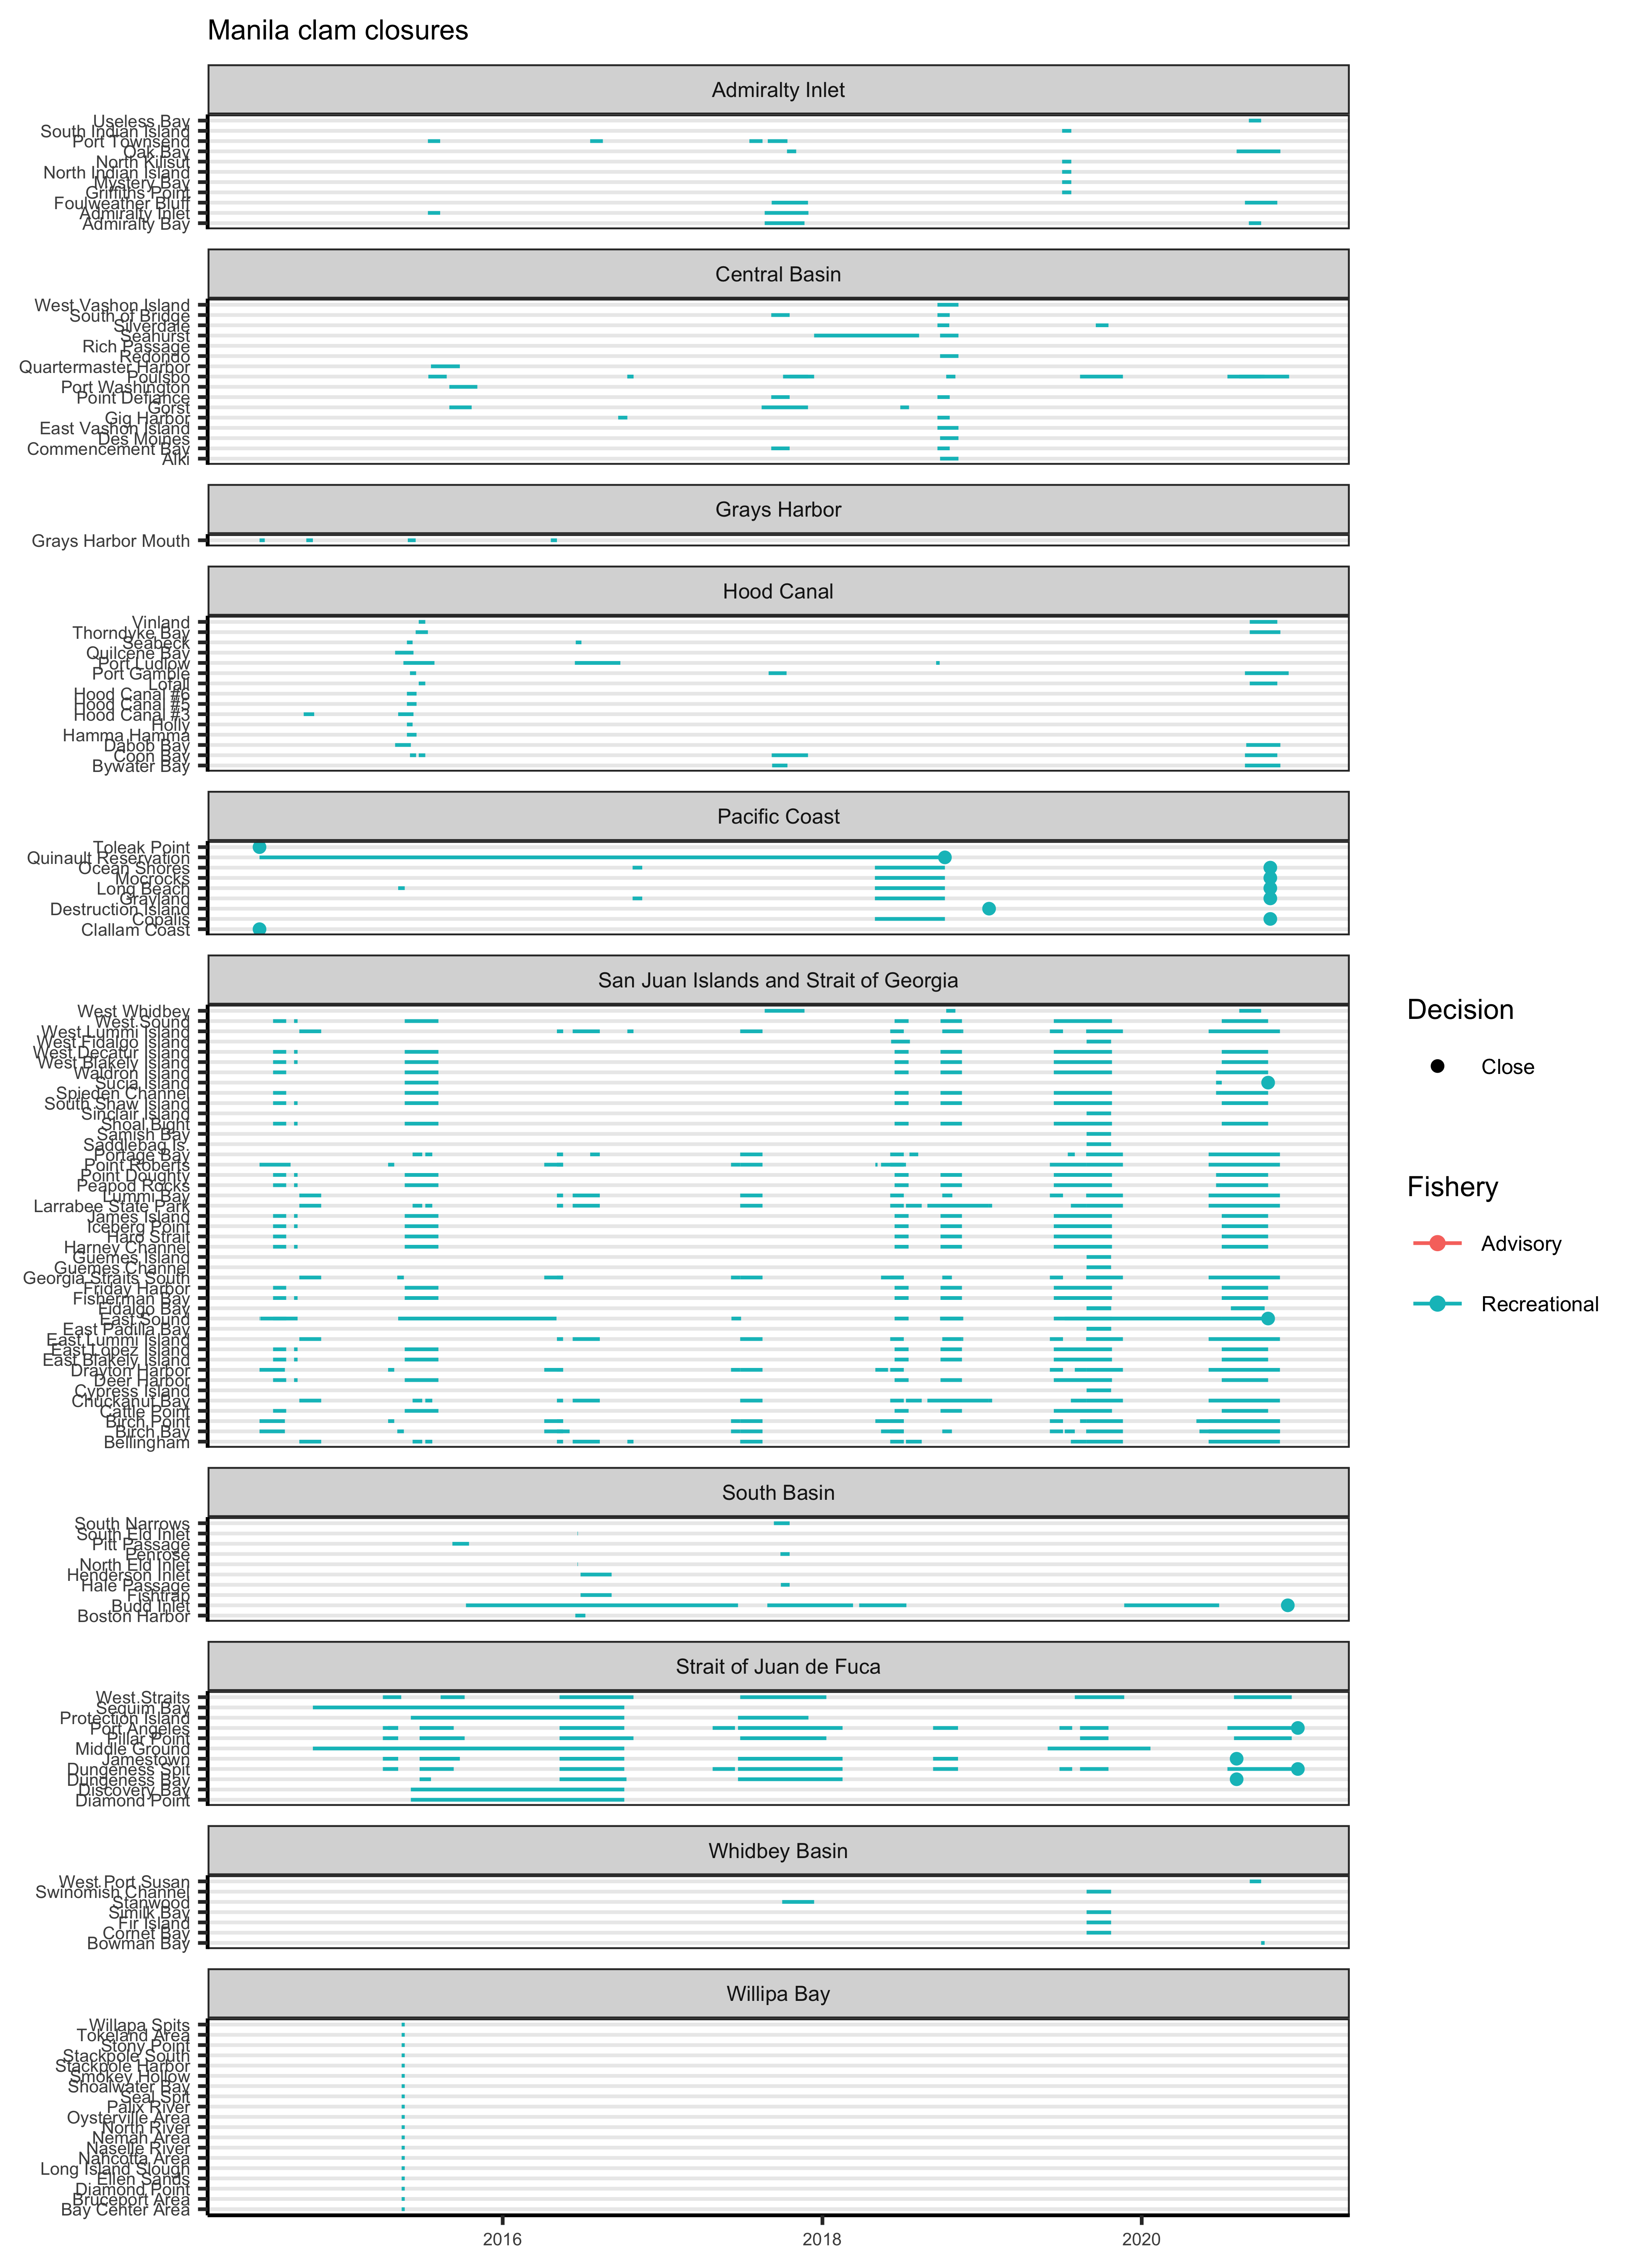 Manila clam closures
Admiralty Inlet
Useless Bay
South Indian Island
Port Townsend
Oak Bay
North Kilisut
North Indian Island
Mystery Bay
Griffiths Point
Foulweather Bluff
Admiralty Inlet
Admiralty Bay
Central Basin
West Vashon Island
South of Bridge
Silverdale
Seahurst
Rich Passage
Redondo
Quartermaster Harbor
Poulsbo
Port Washington
Point Defiance
Gorst
Gig Harbor
East Vashon Island
Des Moines
Commencement Bay
Alki
Grays Harbor
Grays Harbor Mouth
Hood Canal
Vinland
Thorndyke Bay
Seabeck
Quilcene Bay
Port Ludlow
Port Gamble
Lofall
Hood Canal #6
Hood Canal #5
Hood Canal #3
Holly
Hamma Hamma
Dabob Bay
Coon Bay
Bywater Bay
Pacific Coast
Toleak Point
Quinault Reservation
Ocean Shores
Mocrocks
Long Beach
Grayland
Destruction Island
Copalis
Clallam Coast
San Juan Islands and Strait of Georgia
West Whidbey
West Sound
West Lummi Island
West Fidalgo Island
West Decatur Island
West Blakely Island
Waldron Island
Sucia Island
Spieden Channel
South Shaw Island
Sinclair Island
Shoal Bight
Samish Bay
Saddlebag Is.
Portage Bay
Point Roberts
Point Doughty
Peapod Rocks
Lummi Bay
Larrabee State Park
James Island
Iceberg Point
Haro Strait
Harney Channel
Guemes Island
Guemes Channel
Georgia Straits South
Friday Harbor
Fisherman Bay
Fidalgo Bay
East Sound
East Padilla Bay
East Lummi Island
East Lopez Island
East Blakely Island
Drayton Harbor
Deer Harbor
Cypress Island
Chuckanut Bay
Cattle Point
Birch Point
Birch Bay
Bellingham
South Basin
South Narrows
South Eld Inlet
Pitt Passage
Penrose
North Eld Inlet
Henderson Inlet
Hale Passage
Fishtrap
Budd Inlet
Boston Harbor
Strait of Juan de Fuca
West Straits
Sequim Bay
Protection Island
Port Angeles
Pillar Point
Middle Ground
Jamestown
Dungeness Spit
Dungeness Bay
Discovery Bay
Diamond Point
Whidbey Basin
West Port Susan
Swinomish Channel
Stanwood
Similk Bay
Fir Island
Cornet Bay
Bowman Bay
Willipa Bay
Willapa Spits
Tokeland Area
Stony Point
Stackpole South
Stackpole Harbor
Smokey Hollow
Shoalwater Bay
Seal Spit
Palix River
Oysterville Area
North River
Nemah Area
Naselle River
Nahcotta Area
Long Island Slough
Ellen Sands
Diamond Point
Bruceport Area
Bay Center Area
2016
2018
2020
Decision
Close
Fishery
Advisory
Recreational